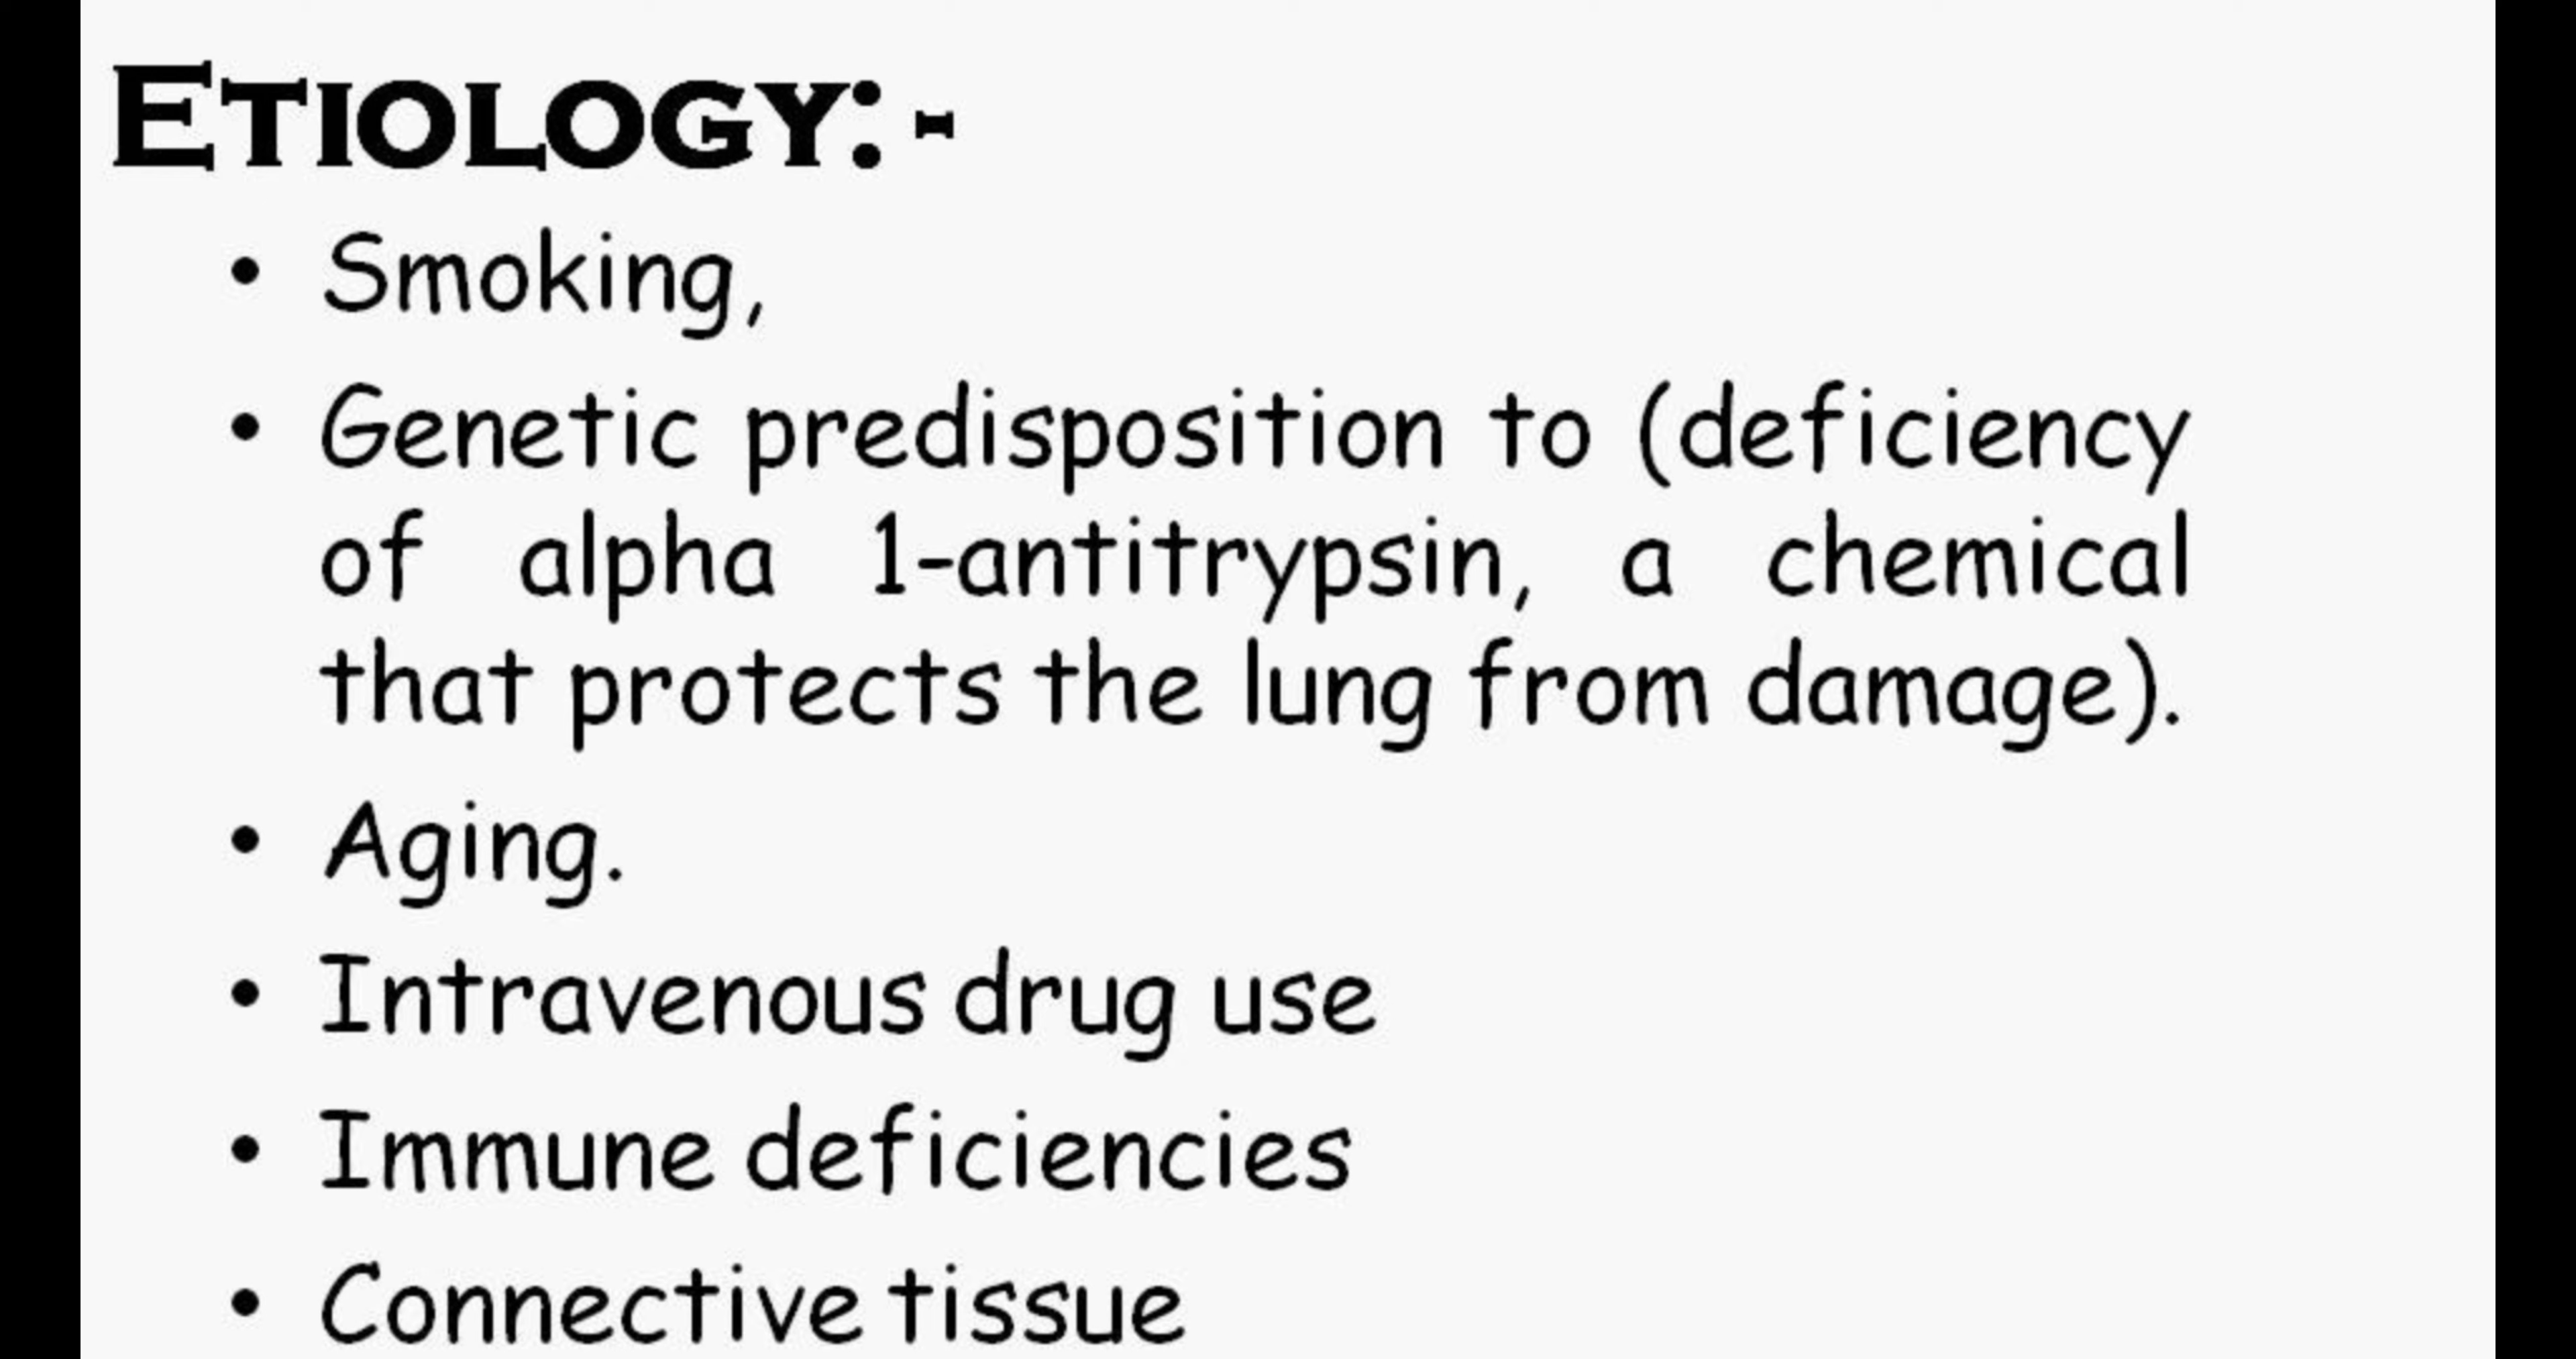 ETIOLOGY: -
• Smoking,
• Genetic predisposition to (deficiency
of alpha 1-antitrypsin, a chemical
that protects the lung from damage).
• Aging.
• Intravenous drug use
• Immune deficiencies
• Connective tissue